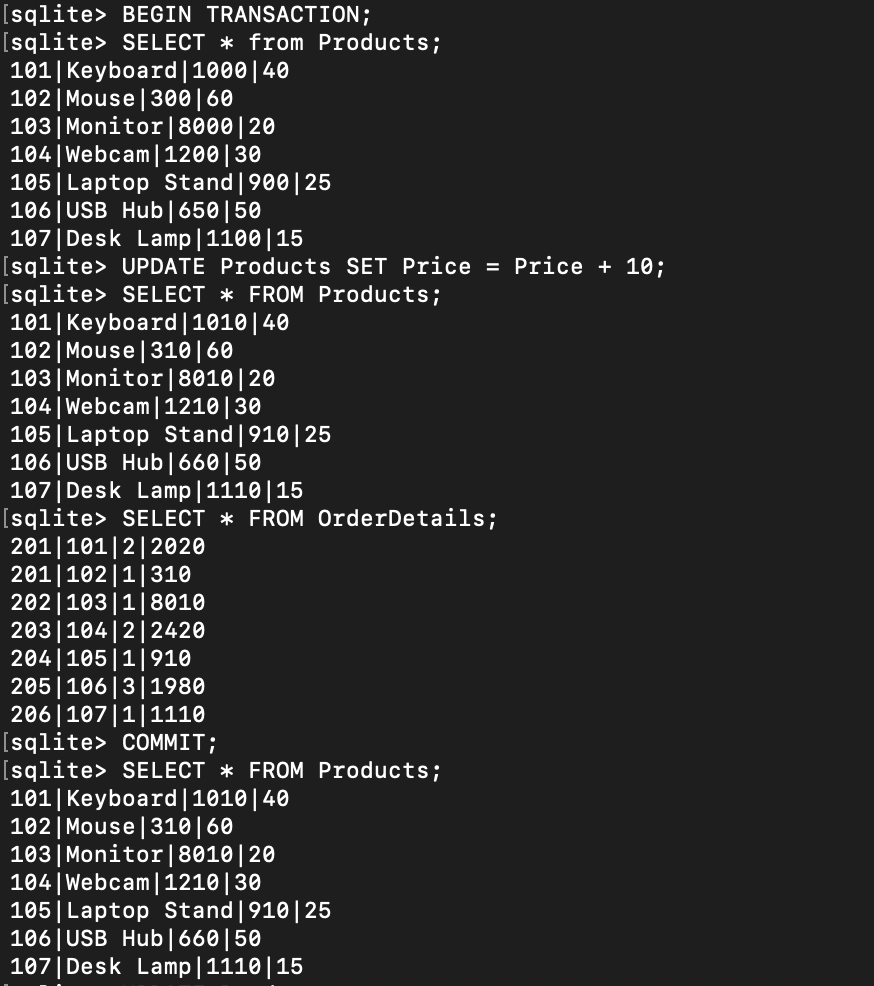 [sqlite> BEGIN TRANSACTION;
[sqlite> SELECT * from Products;
101|Keyboard|1000|40
102|Mouse|300|60
103|Monitor|8000|20
104|Webcam|1200|30
105|Laptop Stand|900|25
106|USB Hub|650|50
107|Desk Lamp|1100|15
[sqlite> UPDATE Products SET Price = Price + 10;
[sqlite> SELECT * FROM Products;
101|Keyboard|1010|40
102|Mouse|310|60
103|Monitor|8010|20
104|Webcam|1210|30
105|Laptop Stand|910|25
106|USB Hub|660|50
107|Desk Lamp|1110|15
[sqlite> SELECT * FROM OrderDetails;
201|101|2|2020
201|102|1|310
202|103|1|8010
203|104|2|2420
204|105|1|910
205|106|3|1980
206|107|1|1110
[sqlite> COMMIT;
[sqlite> SELECT * FROM Products;
101|Keyboard|1010|40
102|Mouse|310|60
103|Monitor|8010|20
104|Webcam|1210|30
105|Laptop Stand|910|25
106|USB Hub|660|50
107|Desk Lamp|1110|15